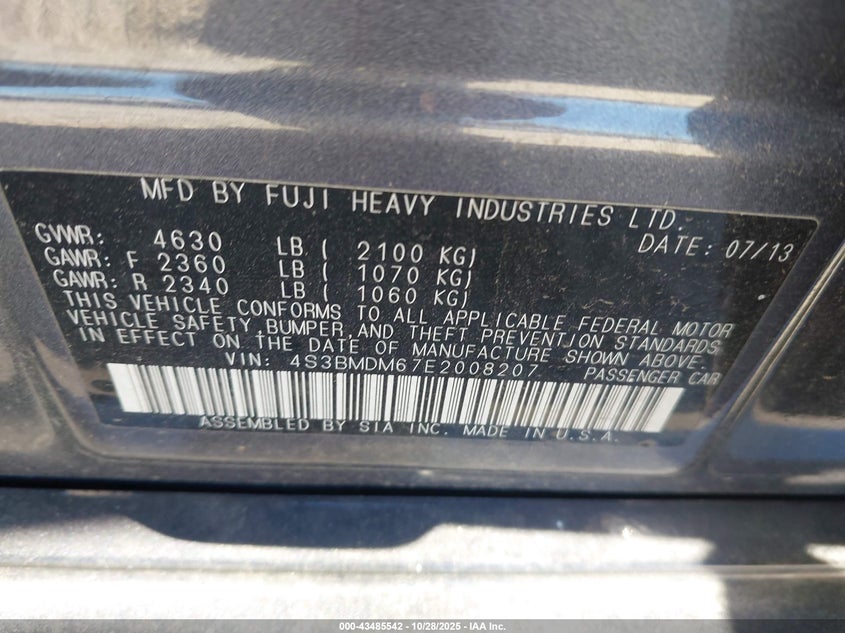 MFD BY FUJI HEAVY INDUSTRIES LTD.
GVWR: 4630 LB ( 2100 KG) DATE: 07/13
GAWR: F 2360 LB ( 1070 KG)
GAWR: R 2340 LB ( 1060 KG)
THIS VEHICLE CONFORMS TO ALL APPLICABLE FEDERAL MOTOR
VEHICLE SAFETY, BUMPER, AND THEFT PREVENTION STANDARDS
IN EFFECT ON THE DATE OF MANUFACTURE SHOWN ABOVE.
VIN: 4S3BMDM67E2008207 PASSENGER CAR
ASSEMBLED BY SIA INC. MADE IN U.S.A.
000-43485542 - 10/28/2025 - IAA Inc.